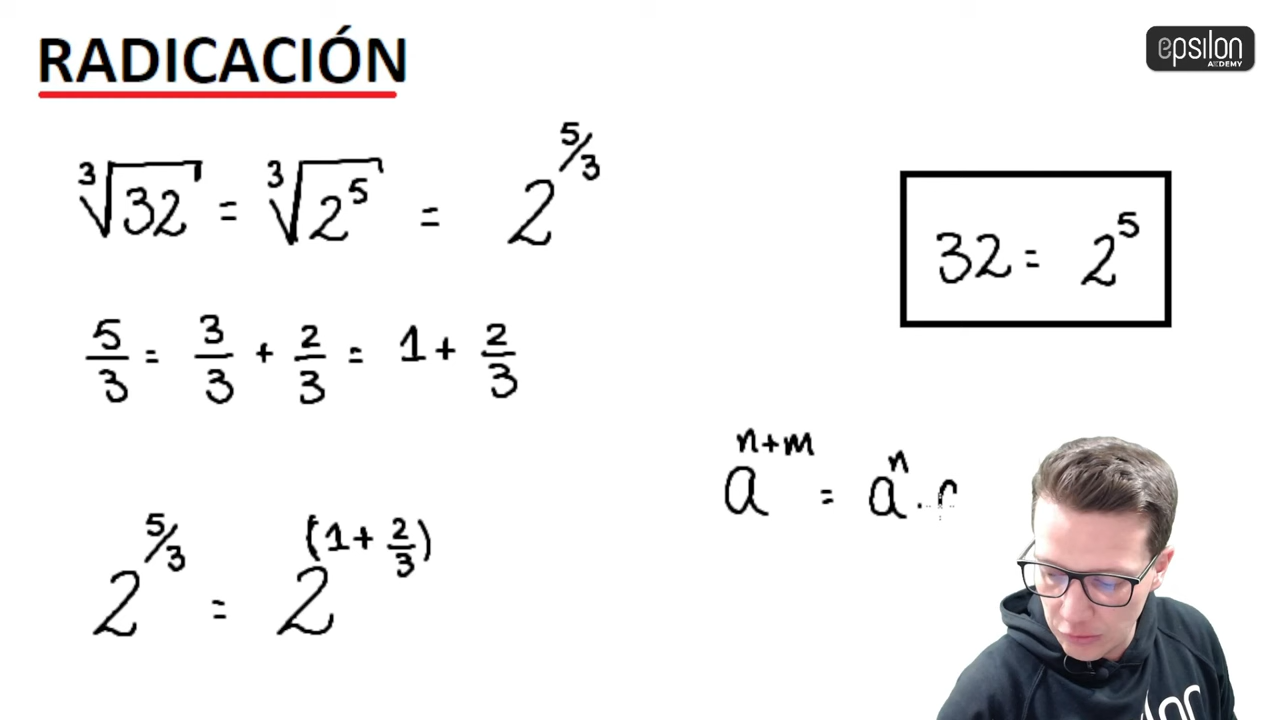 RADICACIÓN
epsilon
ACADEMY
∛32 = ∛2⁵ = 2^(5/3)
32 = 2⁵
5/3 = 3/3 + 2/3 = 1 + 2/3
a^(n+m) = a^n ·
2^(5/3) = 2^(1 + 2/3)